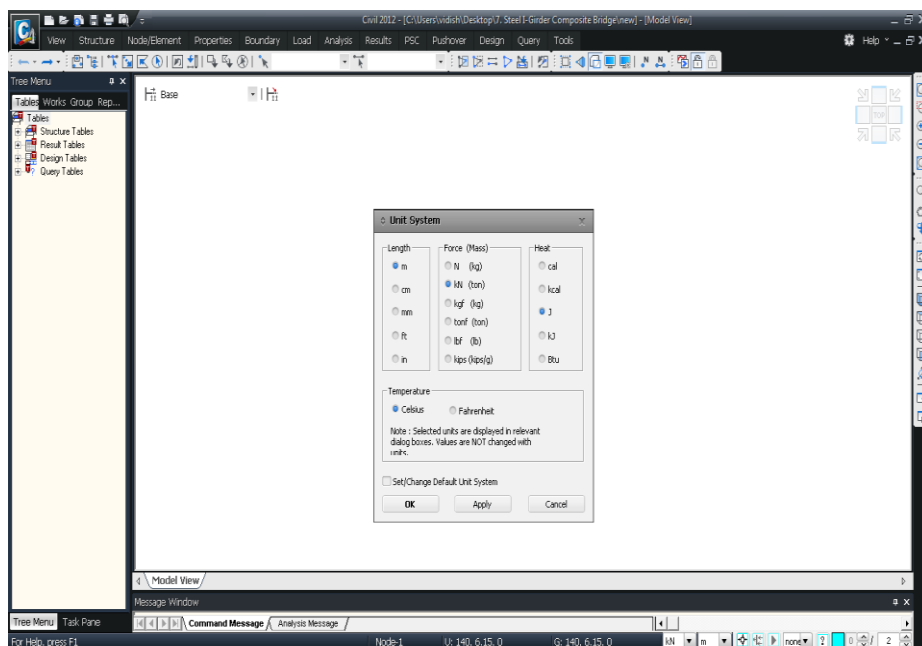 Civil 2012 - [C:\Users\vidish\Desktop\7. Steel I-Girder Composite Bridge\new] - [Model View]
View Structure Node/Element Properties Boundary Load Analysis Results PSC Pushover Design Query Tools Help
Tree Menu
Tables Works Group Rep...
Tables
Structure Tables
Result Tables
Design Tables
Query Tables
Base
TOP
Unit System
Length
m
cm
mm
ft
in
Force (Mass)
N (kg)
kN (ton)
kgf (kg)
tonf (ton)
lbf (lb)
kips (kips/g)
Heat
cal
kcal
J
kJ
Btu
Temperature
Celsius Fahrenheit
Note : Selected units are displayed in relevant
dialog boxes. Values are NOT changed with
units.
Set/Change Default Unit System
OK Apply Cancel
Model View
Message Window
Tree Menu Task Pane
Command Message Analysis Message
For Help, press F1 Node-1 U: 140, 6.15, 0 G: 140, 6.15, 0 kN m none ? 0 / 2